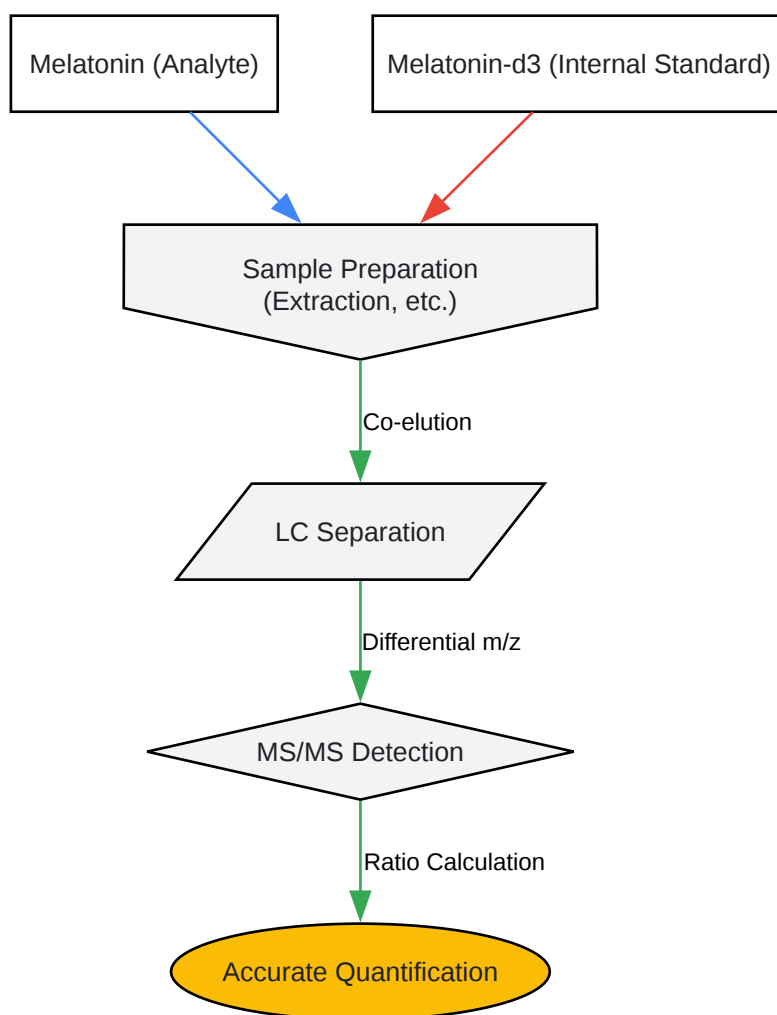 Melatonin (Analyte)
Melatonin-d3 (Internal Standard)
Sample Preparation
(Extraction, etc.)
Co-elution
LC Separation
Differential m/z
MS/MS Detection
Ratio Calculation
Accurate Quantification